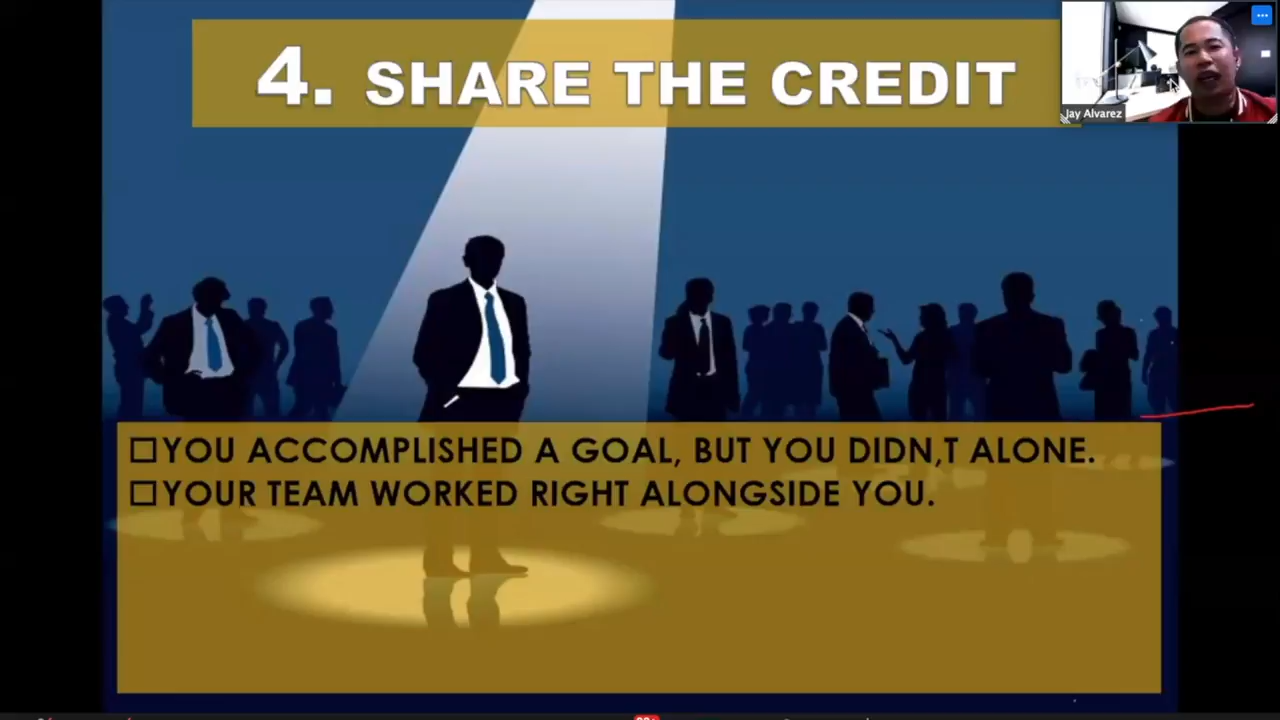 4. SHARE THE CREDIT
Jay Alvarez
☐YOU ACCOMPLISHED A GOAL, BUT YOU DIDN,T ALONE.
☐YOUR TEAM WORKED RIGHT ALONGSIDE YOU.